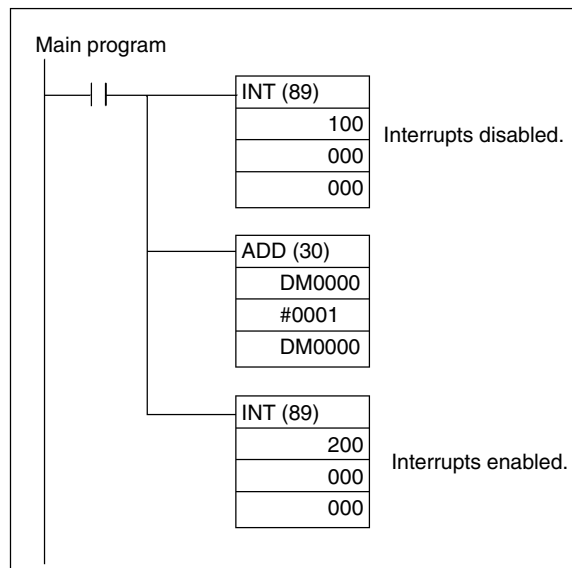 Main program
INT (89)
100
000
000
Interrupts disabled.
ADD (30)
DM0000
#0001
DM0000
INT (89)
200
000
000
Interrupts enabled.